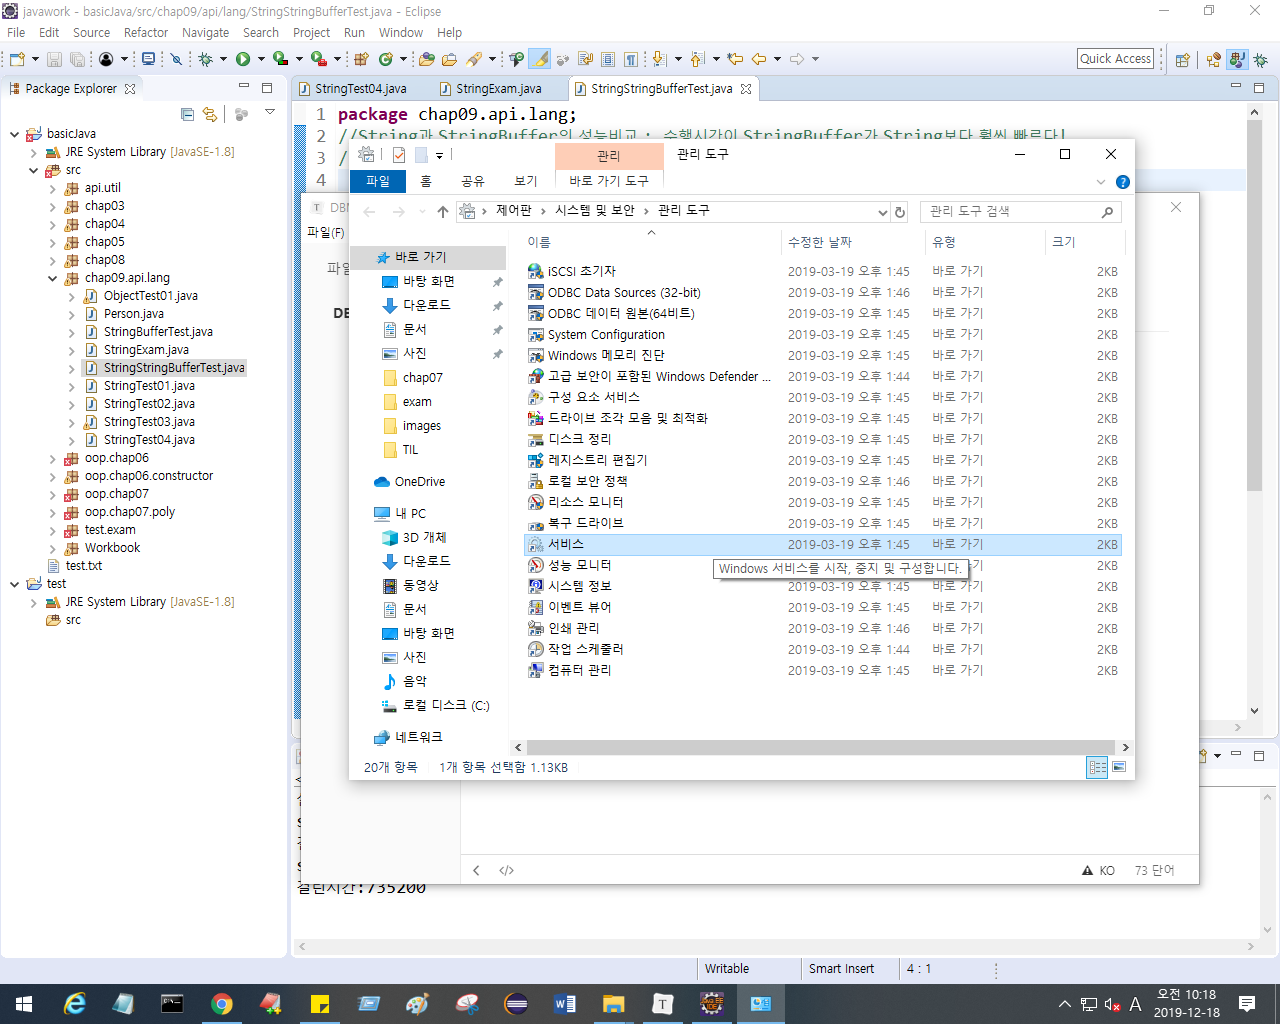 javawork - basicJava/src/chap09/api/lang/StringStringBufferTest.java - Eclipse
File Edit Source Refactor Navigate Search Project Run Window Help
Quick Access
Package Explorer
StringTest04.java StringExam.java StringStringBufferTest.java
basicJava
JRE System Library [JavaSE-1.8]
src
api.util
chap03
chap04
chap05
chap08
chap09.api.lang
ObjectTest01.java
Person.java
StringBufferTest.java
StringExam.java
StringStringBufferTest.java
StringTest01.java
StringTest02.java
StringTest03.java
StringTest04.java
oop.chap06
oop.chap06.constructor
oop.chap07
oop.chap07.poly
test.exam
Workbook
test.txt
test
JRE System Library [JavaSE-1.8]
src
1 package chap09.api.lang;
2 //String과 StringBuffer의 성능비교 : 수행시간이 StringBuffer가 String보다 훨씬 빠르다!
3 /
4
파일(F)
관리 관리 도구
파일 홈 공유 보기 바로 가기 도구
제어판 › 시스템 및 보안 › 관리 도구
관리 도구 검색
바로 가기
바탕 화면
다운로드
문서
사진
chap07
exam
images
TIL
OneDrive
내 PC
3D 개체
다운로드
동영상
문서
바탕 화면
사진
음악
로컬 디스크 (C:)
네트워크
이름 수정한 날짜 유형 크기
iSCSI 초기자 2019-03-19 오후 1:45 바로 가기 2KB
ODBC Data Sources (32-bit) 2019-03-19 오후 1:46 바로 가기 2KB
ODBC 데이터 원본(64비트) 2019-03-19 오후 1:45 바로 가기 2KB
System Configuration 2019-03-19 오후 1:45 바로 가기 2KB
Windows 메모리 진단 2019-03-19 오후 1:45 바로 가기 2KB
고급 보안이 포함된 Windows Defender ... 2019-03-19 오후 1:44 바로 가기 2KB
구성 요소 서비스 2019-03-19 오후 1:45 바로 가기 2KB
드라이브 조각 모음 및 최적화 2019-03-19 오후 1:45 바로 가기 2KB
디스크 정리 2019-03-19 오후 1:45 바로 가기 2KB
레지스트리 편집기 2019-03-19 오후 1:45 바로 가기 2KB
로컬 보안 정책 2019-03-19 오후 1:46 바로 가기 2KB
리소스 모니터 2019-03-19 오후 1:45 바로 가기 2KB
복구 드라이브 2019-03-19 오후 1:45 바로 가기 2KB
서비스 2019-03-19 오후 1:45 바로 가기 2KB
성능 모니터 가기 2KB
Windows 서비스를 시작, 중지 및 구성합니다.
시스템 정보 2019-03-19 오후 1:45 바로 가기 2KB
이벤트 뷰어 2019-03-19 오후 1:45 바로 가기 2KB
인쇄 관리 2019-03-19 오후 1:46 바로 가기 2KB
작업 스케줄러 2019-03-19 오후 1:44 바로 가기 2KB
컴퓨터 관리 2019-03-19 오후 1:45 바로 가기 2KB
20개 항목 1개 항목 선택함 1.13KB
KO 73 단어
걸린시간:735200
Writable Smart Insert 4 : 1
A 오전 10:18
2019-12-18